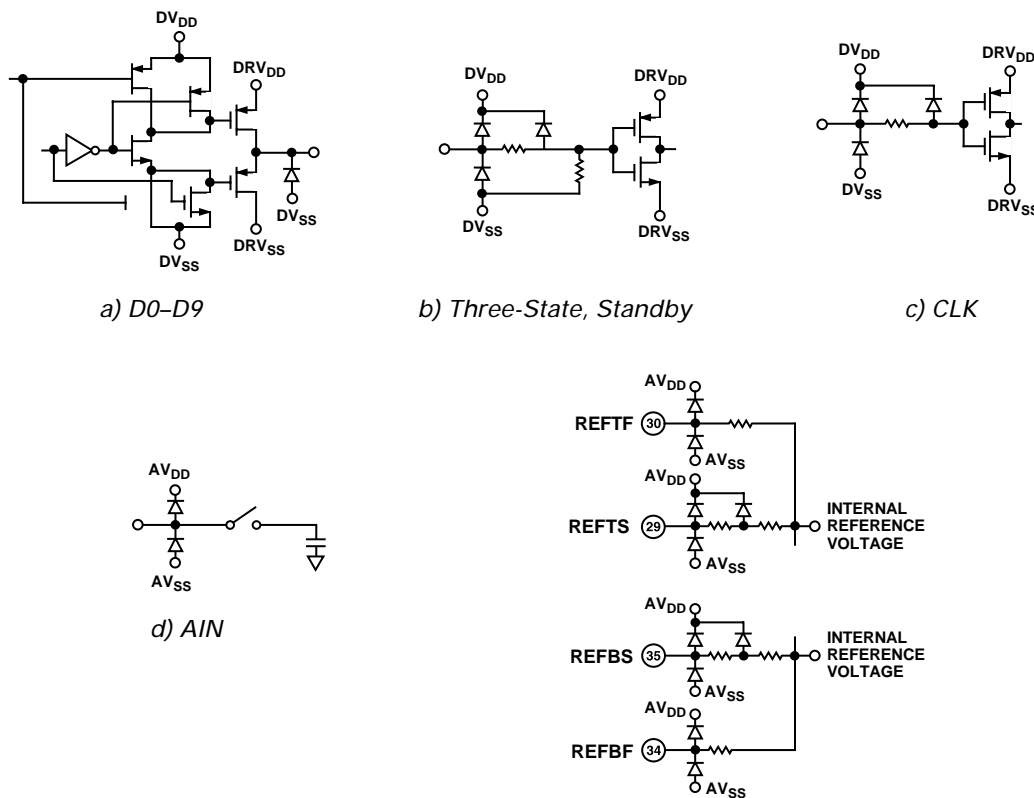 DVDD
DRVDD
DVSS
DVSS
DRVSS
a) D0–D9
DVDD
DRVDD
DVSS
DRVSS
b) Three-State, Standby
DVDD
DRVDD
DVSS
DRVSS
c) CLK
AVDD
AVSS
d) AIN
AVDD
REFTF 30
AVSS
AVDD
REFTS 29
AVSS
INTERNAL
REFERENCE
VOLTAGE
AVDD
REFBS 35
AVSS
INTERNAL
REFERENCE
VOLTAGE
AVDD
REFBF 34
AVSS